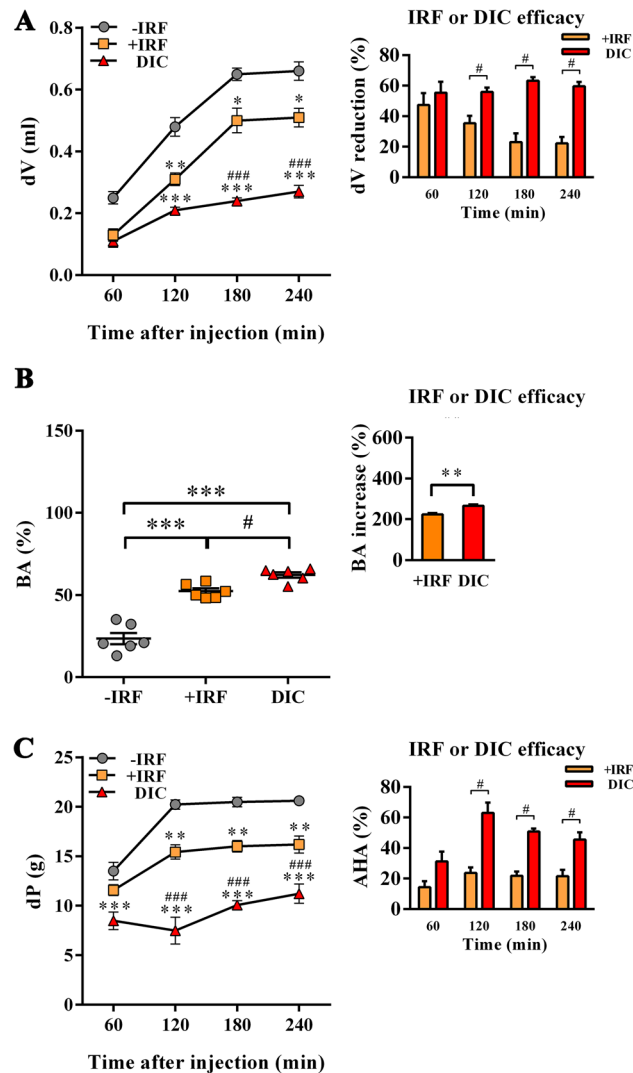 A
-IRF
+IRF
DIC
dV (ml)
0.8
0.6
0.4
0.2
0.0
*
*
**
***
###
***
###
***
60 120 180 240
Time after injection (min)
IRF or DIC efficacy
+IRF
DIC
dV reduction (%)
80
60
40
20
0
# # #
60 120 180 240
Time (min)
B
BA (%)
150
100
50
0
***
*** #
-IRF +IRF DIC
IRF or DIC efficacy
BA increase (%)
600
400
200
0
**
+IRF DIC
C
-IRF
+IRF
DIC
dP (g)
25
20
15
10
5
0
** ** **
***
###
***
###
***
###
***
60 120 180 240
Time after injection (min)
IRF or DIC efficacy
+IRF
DIC
AHA (%)
80
60
40
20
0
# # #
60 120 180 240
Time (min)